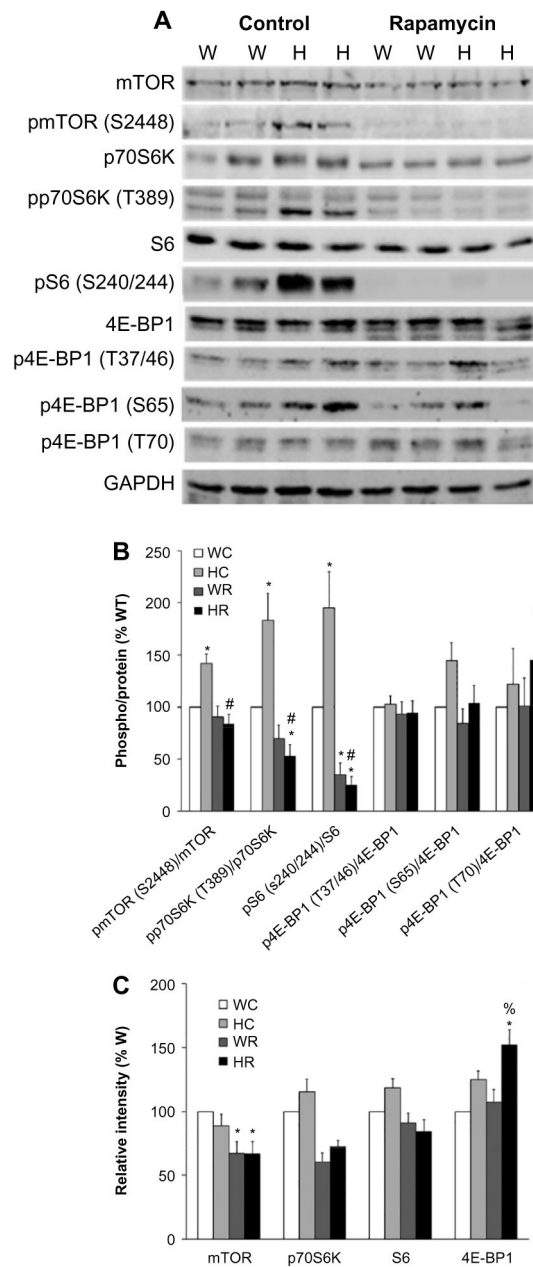 A
Control Rapamycin
W W H H W W H H
mTOR
pmTOR (S2448)
p70S6K
pp70S6K (T389)
S6
pS6 (S240/244)
4E-BP1
p4E-BP1 (T37/46)
p4E-BP1 (S65)
p4E-BP1 (T70)
GAPDH
B
Phospho/protein (% WT)
250
200
150
100
50
0
WC
HC
WR
HR
*
#
*
#
*
*
*
#
*
pmTOR (S2448)/mTOR
pp70S6K (T389)/p70S6K
pS6 (s240/244)/S6
p4E-BP1 (T37/46)/4E-BP1
p4E-BP1 (S65)/4E-BP1
p4E-BP1 (T70)/4E-BP1
C
Relative intensity (% W)
200
150
100
50
0
WC
HC
WR
HR
* *
%
*
mTOR p70S6K S6 4E-BP1